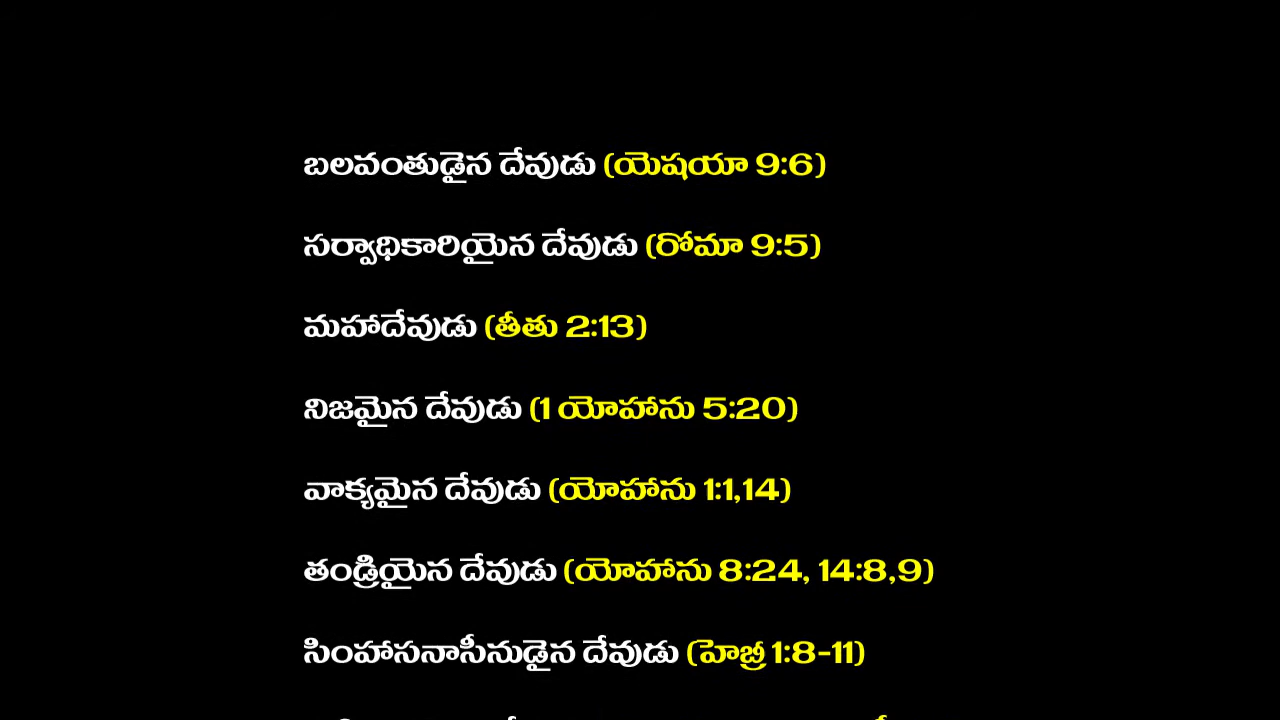 బలవంతుడైన దేవుడు (యెషయా 9:6)
సర్వాధికారియైన దేవుడు (రోమా 9:5)
మహాదేవుడు (తీతు 2:13)
నిజమైన దేవుడు (1 యోహాను 5:20)
వాక్యమైన దేవుడు (యోహాను 1:1,14)
తండ్రియైన దేవుడు (యోహాను 8:24, 14:8,9)
సింహాసనాసీనుడైన దేవుడు (హెబ్రీ 1:8-11)